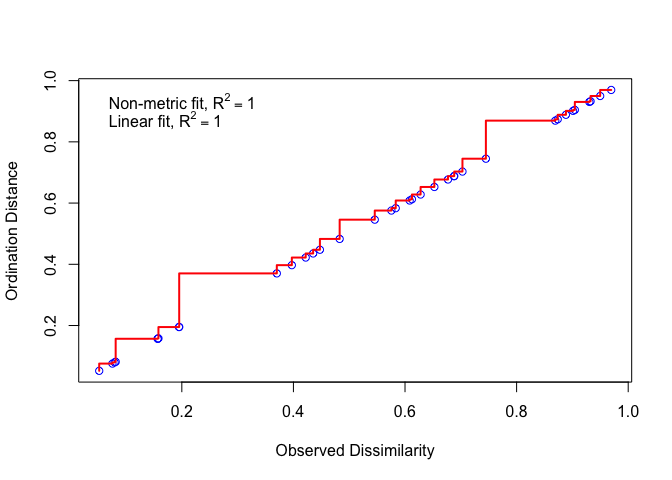 Non-metric fit, R² = 1
Linear fit, R² = 1
Ordination Distance
1.0
0.8
0.6
0.4
0.2
0.2 0.4 0.6 0.8 1.0
Observed Dissimilarity